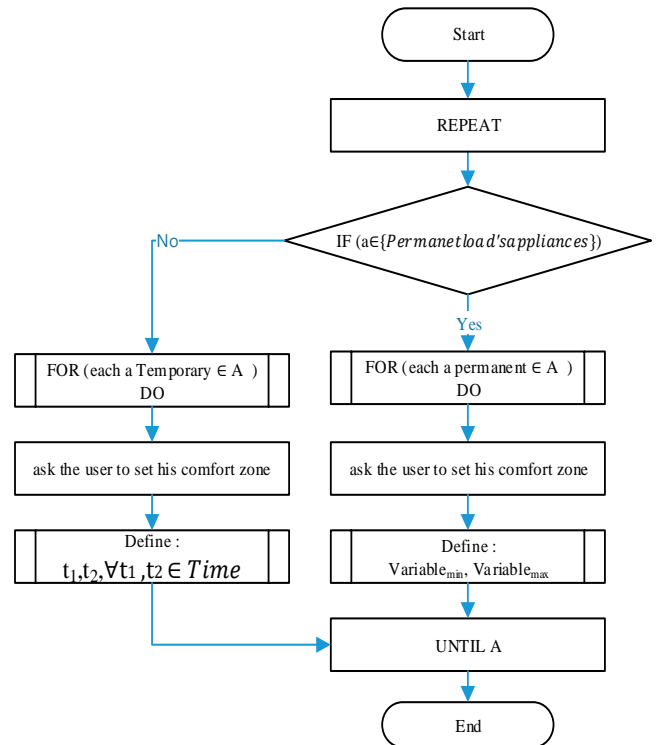 Start
REPEAT
IF (a∈{Permanetload'sappliances})
No
Yes
FOR (each a Temporary ∈ A )
DO
FOR (each a permanent ∈ A )
DO
ask the user to set his comfort zone
ask the user to set his comfort zone
Define :
t₁,t₂,∀t1 ,t2 ∈ Time
Define :
Variableₘᵢₙ, Variableₘₐₓ
UNTIL A
End